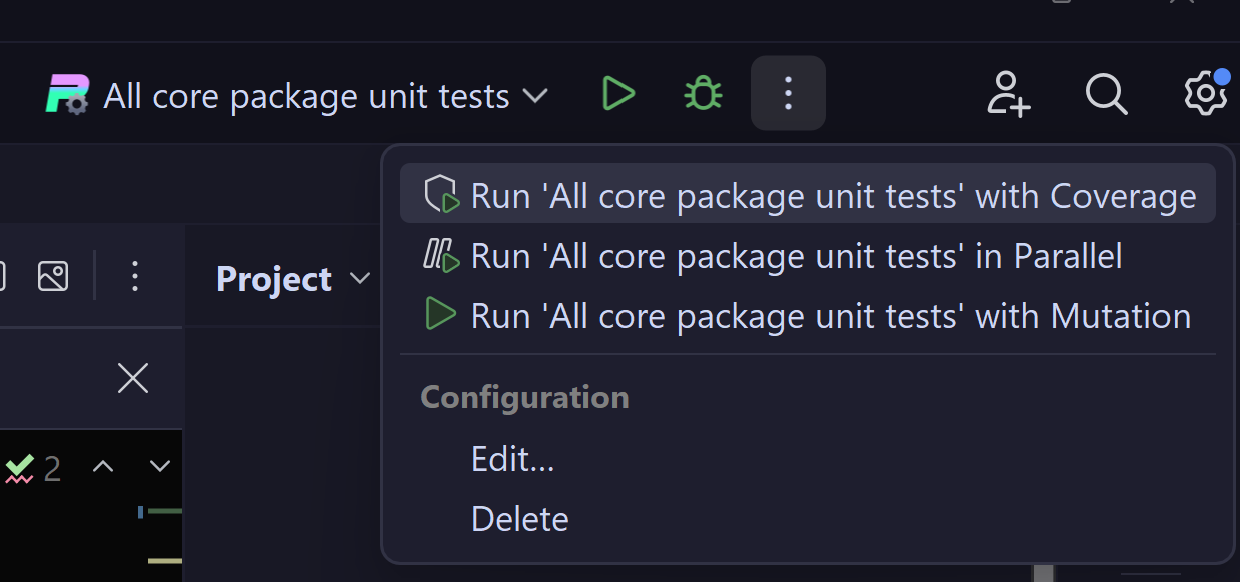 All core package unit tests
Run 'All core package unit tests' with Coverage
Run 'All core package unit tests' in Parallel
Project
Run 'All core package unit tests' with Mutation
Configuration
2
Edit...
Delete